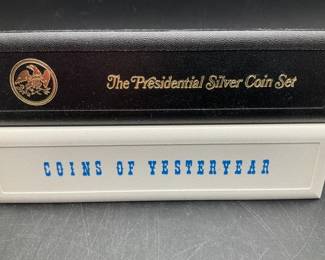 The Presidential Silver Coin Set
COINS OF YESTERYEAR